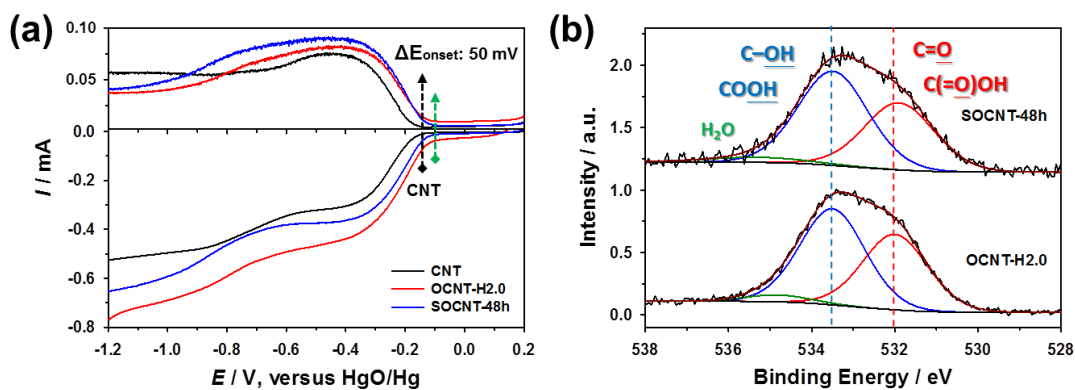 (a)
0.10
0.05
0.0
-0.2
-0.4
-0.6
-0.8
I / mA
ΔEonset: 50 mV
CNT
CNT
OCNT-H2.0
SOCNT-48h
-1.2
-1.0
-0.8
-0.6
-0.4
-0.2
0.0
0.2
E / V, versus HgO/Hg
(b)
2.0
1.5
1.0
0.5
0.0
Intensity / a.u.
C–OH
COOH
C=O
C(=O)OH
SOCNT-48h
H₂O
OCNT-H2.0
538
536
534
532
530
528
Binding Energy / eV